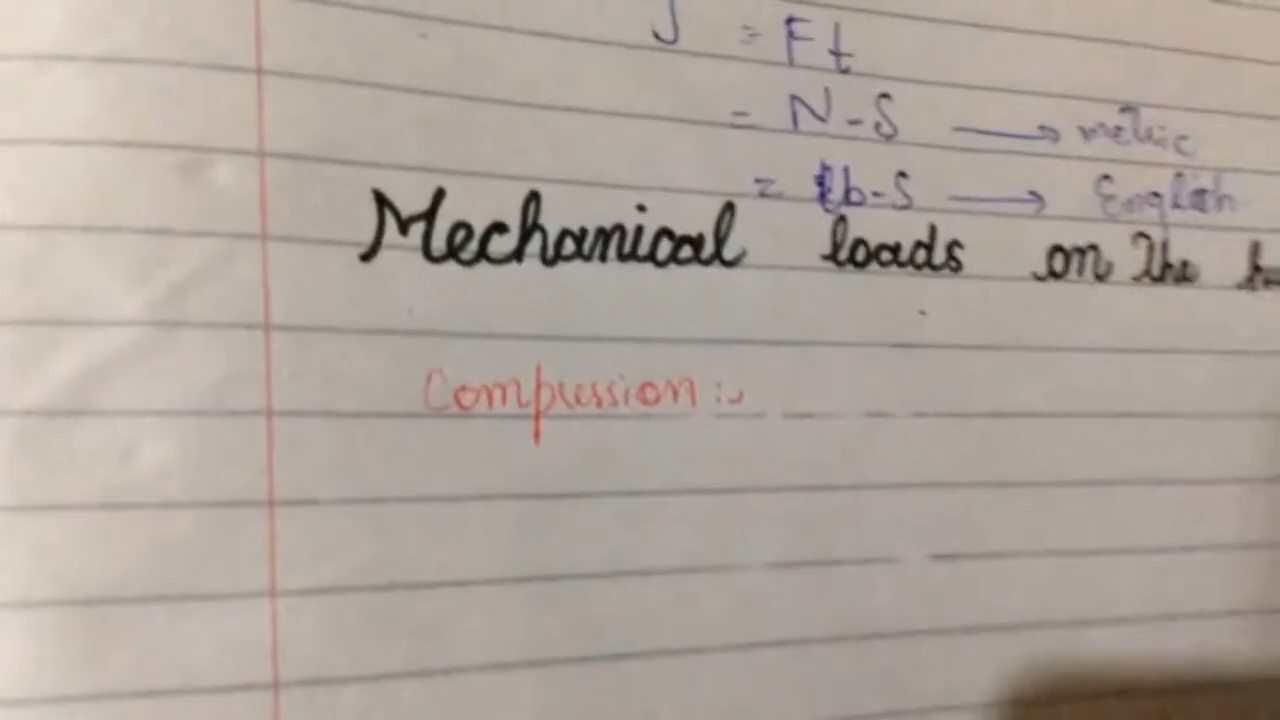 J = Ft
= N-S → metric
= lb-S → English
Mechanical loads on the
Compression :-